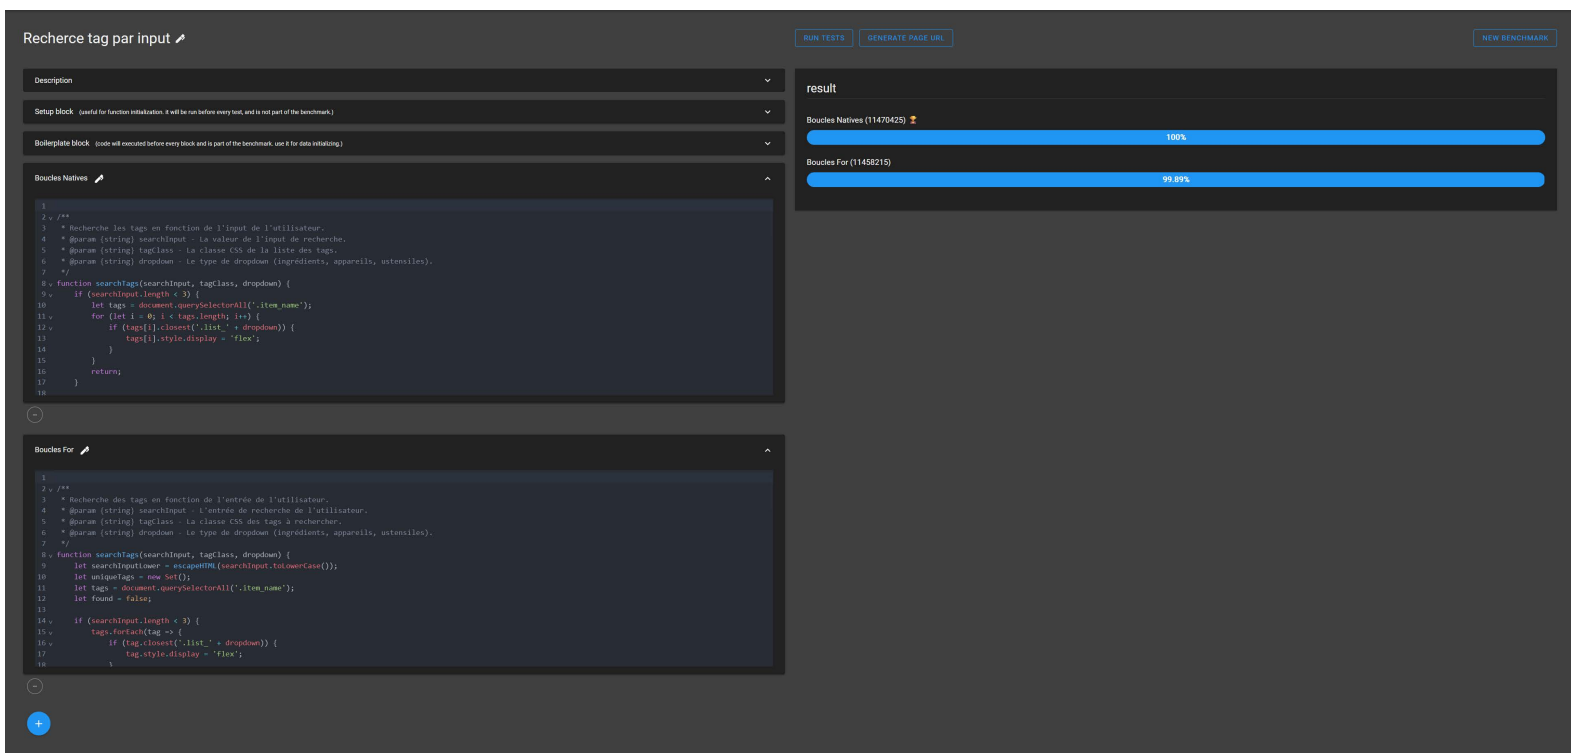 Recherce tag par input
RUN TESTS
GENERATE PAGE URL
NEW BENCHMARK
Description
Setup block (useful for function initialization. it will be run before every test, and is not part of the benchmark.)
Boilerplate block (code will executed before every block and is part of the benchmark. use it for data initializing.)
Boucles Natives
1
2 /**
3 * Recherche les tags en fonction de l'input de l'utilisateur.
4 * @param {string} searchInput - La valeur de l'input de recherche.
5 * @param {string} tagClass - La classe CSS de la liste des tags.
6 * @param {string} dropdown - Le type de dropdown (ingrédients, appareils, ustensiles).
7 */
8 function searchTags(searchInput, tagClass, dropdown) {
9 if (searchInput.length < 3) {
10 let tags = document.querySelectorAll('.item_name');
11 for (let i = 0; i < tags.length; i++) {
12 if (tags[i].closest('.list_' + dropdown)) {
13 tags[i].style.display = 'flex';
14 }
15 }
16 return;
17 }
18
Boucles For
1
2 /**
3 * Recherche des tags en fonction de l'entrée de l'utilisateur.
4 * @param {string} searchInput - L'entrée de recherche de l'utilisateur.
5 * @param {string} tagClass - La classe CSS des tags à rechercher.
6 * @param {string} dropdown - Le type de dropdown (ingrédients, appareils, ustensiles).
7 */
8 function searchTags(searchInput, tagClass, dropdown) {
9 let searchInputLower = escapeHTML(searchInput.toLowerCase());
10 let uniqueTags = new Set();
11 let tags = document.querySelectorAll('.item_name');
12 let found = false;
13
14 if (searchInput.length < 3) {
15 tags.forEach(tag => {
16 if (tag.closest('.list_' + dropdown)) {
17 tag.style.display = 'flex';
18 }
result
Boucles Natives (11470425) 🏆
100%
Boucles For (11458215)
99.89%